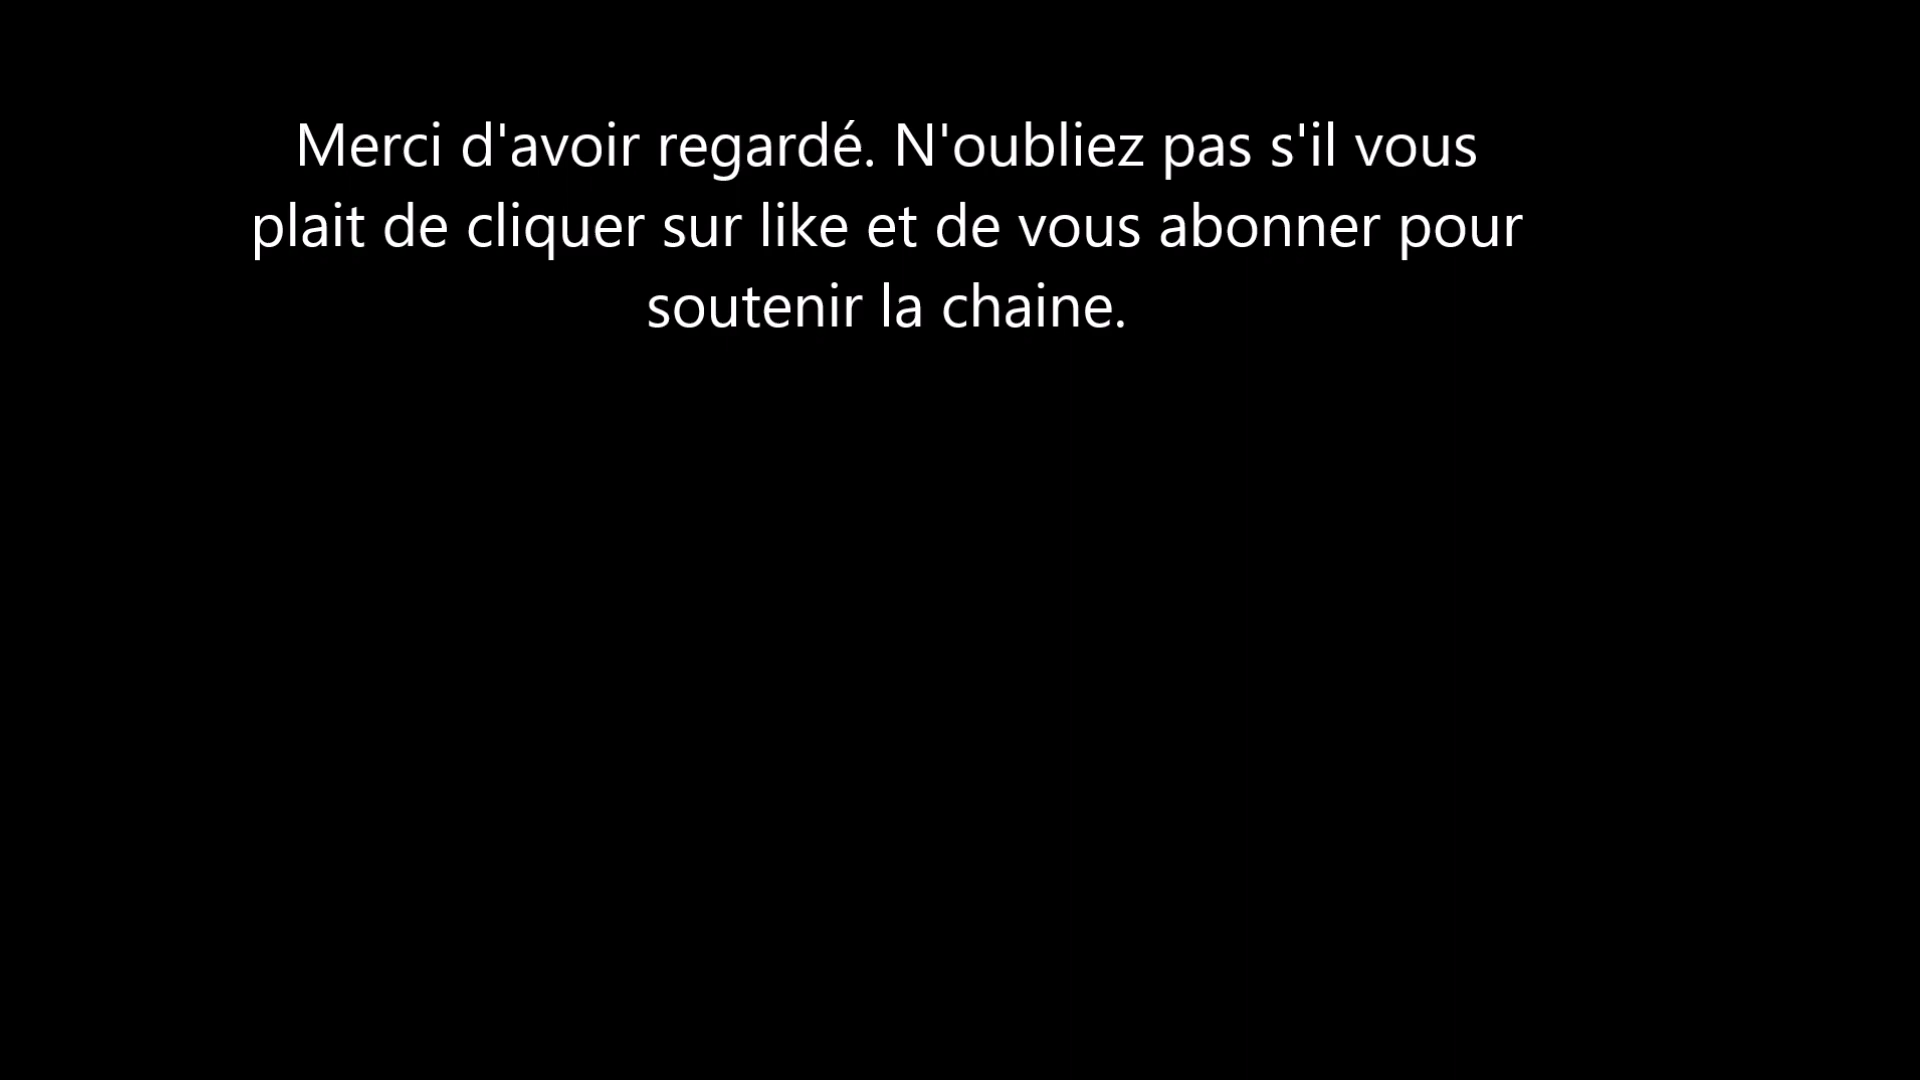 Merci d'avoir regardé. N'oubliez pas s'il vous
plait de cliquer sur like et de vous abonner pour
soutenir la chaine.